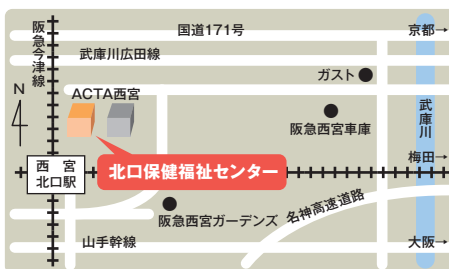 国道171号
京都→
阪急今津線
武庫川広田線
ガスト
N
ACTA西宮
阪急西宮車庫
武庫川
西宮
北口駅
北口保健福祉センター
梅田→
阪急西宮ガーデンズ
名神高速道路
山手幹線
大阪→